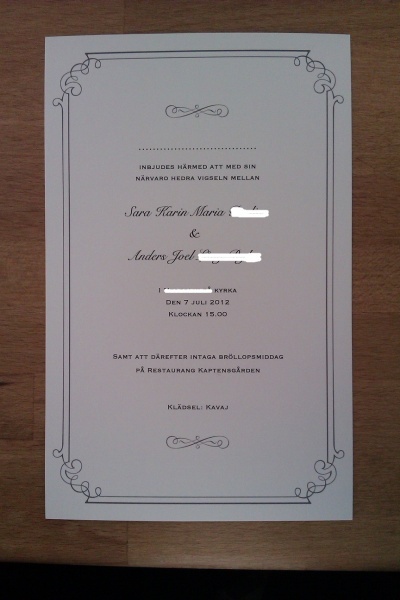 ..............................
INBJUDES HÄRMED ATT MED SIN
NÄRVARO HEDRA VIGSELN MELLAN
Sara Karin Maria
&
Anders Joel
I KYRKA
DEN 7 JULI 2012
KLOCKAN 15.00
SAMT ATT DÄREFTER INTAGA BRÖLLOPSMIDDAG
PÅ RESTAURANG KAPTENSGÅRDEN
KLÄDSEL: KAVAJ